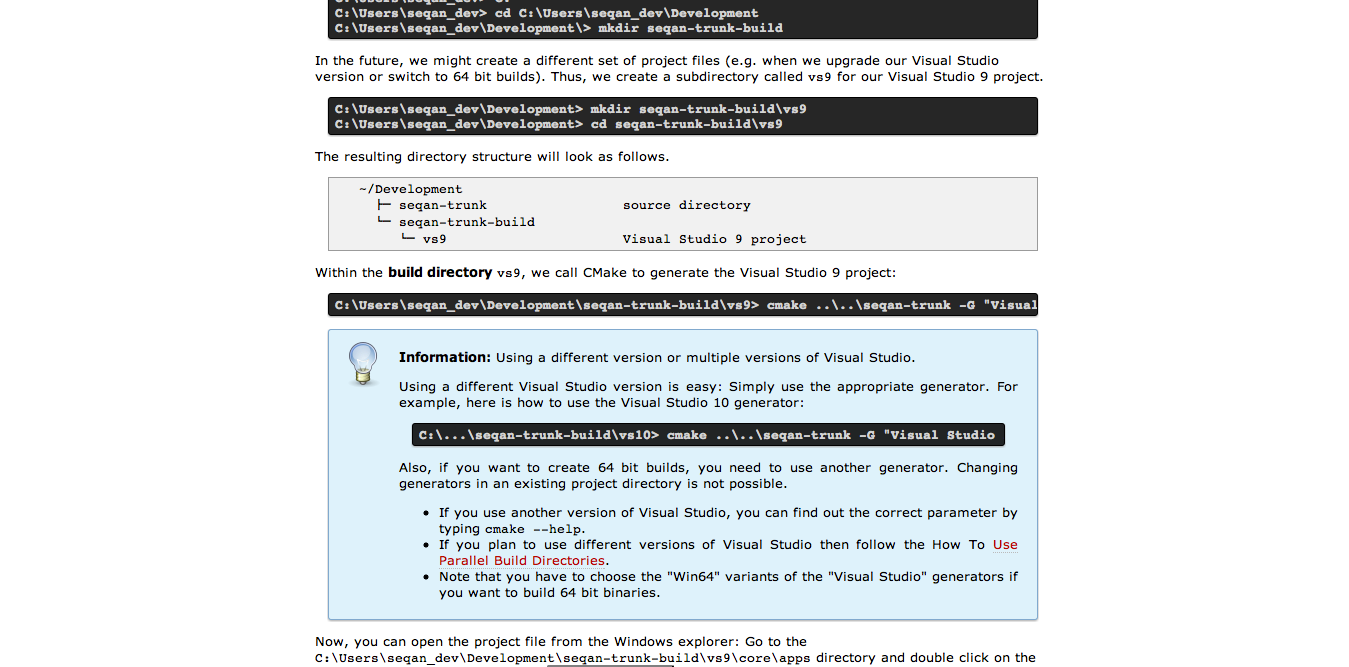 C:\Users\seqan_dev> cd C:\Users\seqan_dev\Development
C:\Users\seqan_dev\Development\> mkdir seqan-trunk-build
In the future, we might create a different set of project files (e.g. when we upgrade our Visual Studio
version or switch to 64 bit builds). Thus, we create a subdirectory called vs9 for our Visual Studio 9 project.
C:\Users\seqan_dev\Development> mkdir seqan-trunk-build\vs9
C:\Users\seqan_dev\Development> cd seqan-trunk-build\vs9
The resulting directory structure will look as follows.
~/Development
├─ seqan-trunk source directory
└─ seqan-trunk-build
└─ vs9 Visual Studio 9 project
Within the build directory vs9, we call CMake to generate the Visual Studio 9 project:
C:\Users\seqan_dev\Development\seqan-trunk-build\vs9> cmake ..\..\seqan-trunk -G "Visual
Information: Using a different version or multiple versions of Visual Studio.
Using a different Visual Studio version is easy: Simply use the appropriate generator. For
example, here is how to use the Visual Studio 10 generator:
C:\...\seqan-trunk-build\vs10> cmake ..\..\seqan-trunk -G "Visual Studio
Also, if you want to create 64 bit builds, you need to use another generator. Changing
generators in an existing project directory is not possible.
• If you use another version of Visual Studio, you can find out the correct parameter by
typing cmake --help.
• If you plan to use different versions of Visual Studio then follow the How To Use
Parallel Build Directories.
• Note that you have to choose the "Win64" variants of the "Visual Studio" generators if
you want to build 64 bit binaries.
Now, you can open the project file from the Windows explorer: Go to the
C:\Users\seqan_dev\Development\seqan-trunk-build\vs9\core\apps directory and double click on the